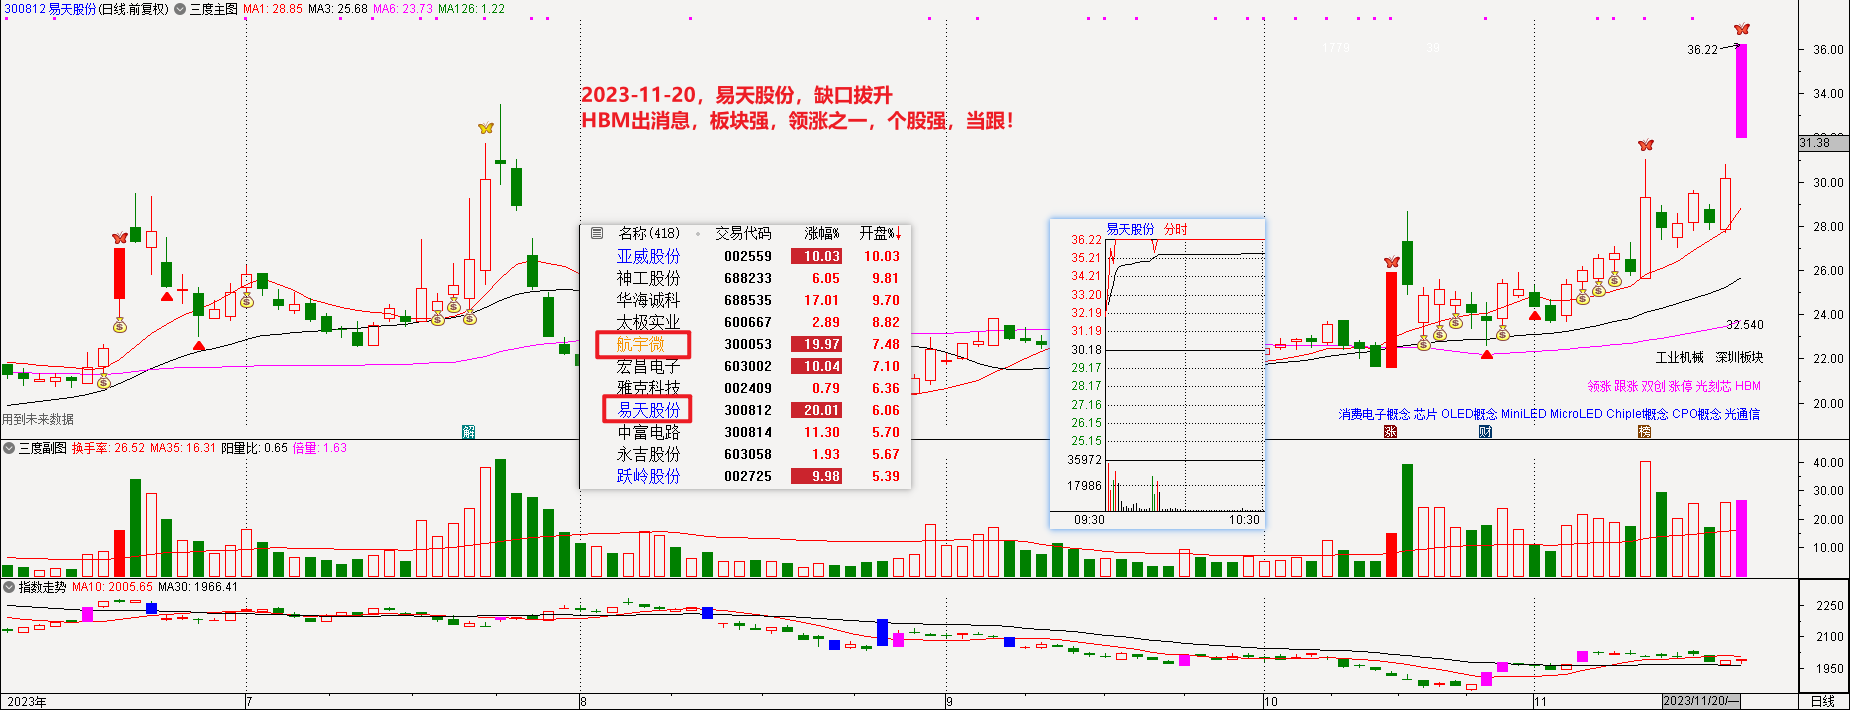 300812 易天股份(日线.前复权) 三度主图 MA1: 28.85 MA3: 25.68 MA6: 23.73 MA126: 1.22
1779 39
36.22
36.00
34.00
31.38
30.00
28.00
26.00
24.00
22.00
20.00
2023-11-20，易天股份，缺口拔升
HBM出消息，板块强，领涨之一，个股强，当跟！
名称(418) 交易代码 涨幅% 开盘%↓
亚威股份 002559 10.03 10.03
神工股份 688233 6.05 9.81
华海诚科 688535 17.01 9.70
太极实业 600667 2.89 8.82
航宇微 300053 19.97 7.48
宏昌电子 603002 10.04 7.10
雅克科技 002409 0.79 6.36
易天股份 300812 20.01 6.06
中富电路 300814 11.30 5.70
永吉股份 603058 1.93 5.67
跃岭股份 002725 9.98 5.39
易天股份 分时
36.22
35.21
34.21
33.20
32.19
31.19
30.18
29.17
28.17
27.16
26.15
25.15
35972
17986
09:30 10:30
32.540
工业机械 深圳板块
领涨 跟涨 双创 涨停 光刻芯 HBM
消费电子概念 芯片 OLED概念 MiniLED MicroLED Chiplet概念 CPO概念 光通信
用到未来数据
解 涨 财 榜
三度副图 换手率: 26.52 MA35: 16.31 阳量比: 0.65 倍量: 1.63
40.00
30.00
20.00
10.00
指数走势 MA10: 2005.65 MA30: 1966.41
2250
2100
1950
2023年 7 8 9 10 11 2023/11/20/一 日线